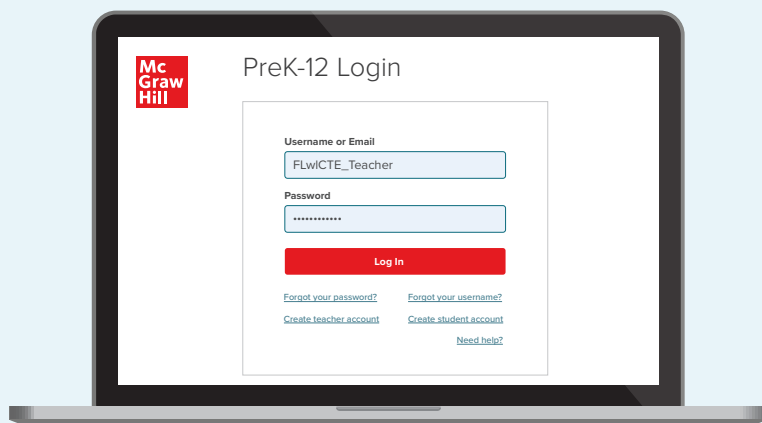 Mc
Graw
Hill
PreK-12 Login
Username or Email
FLwICTE_Teacher
Password
••••••••••••
Log In
Forgot your password? Forgot your username?
Create teacher account Create student account
Need help?